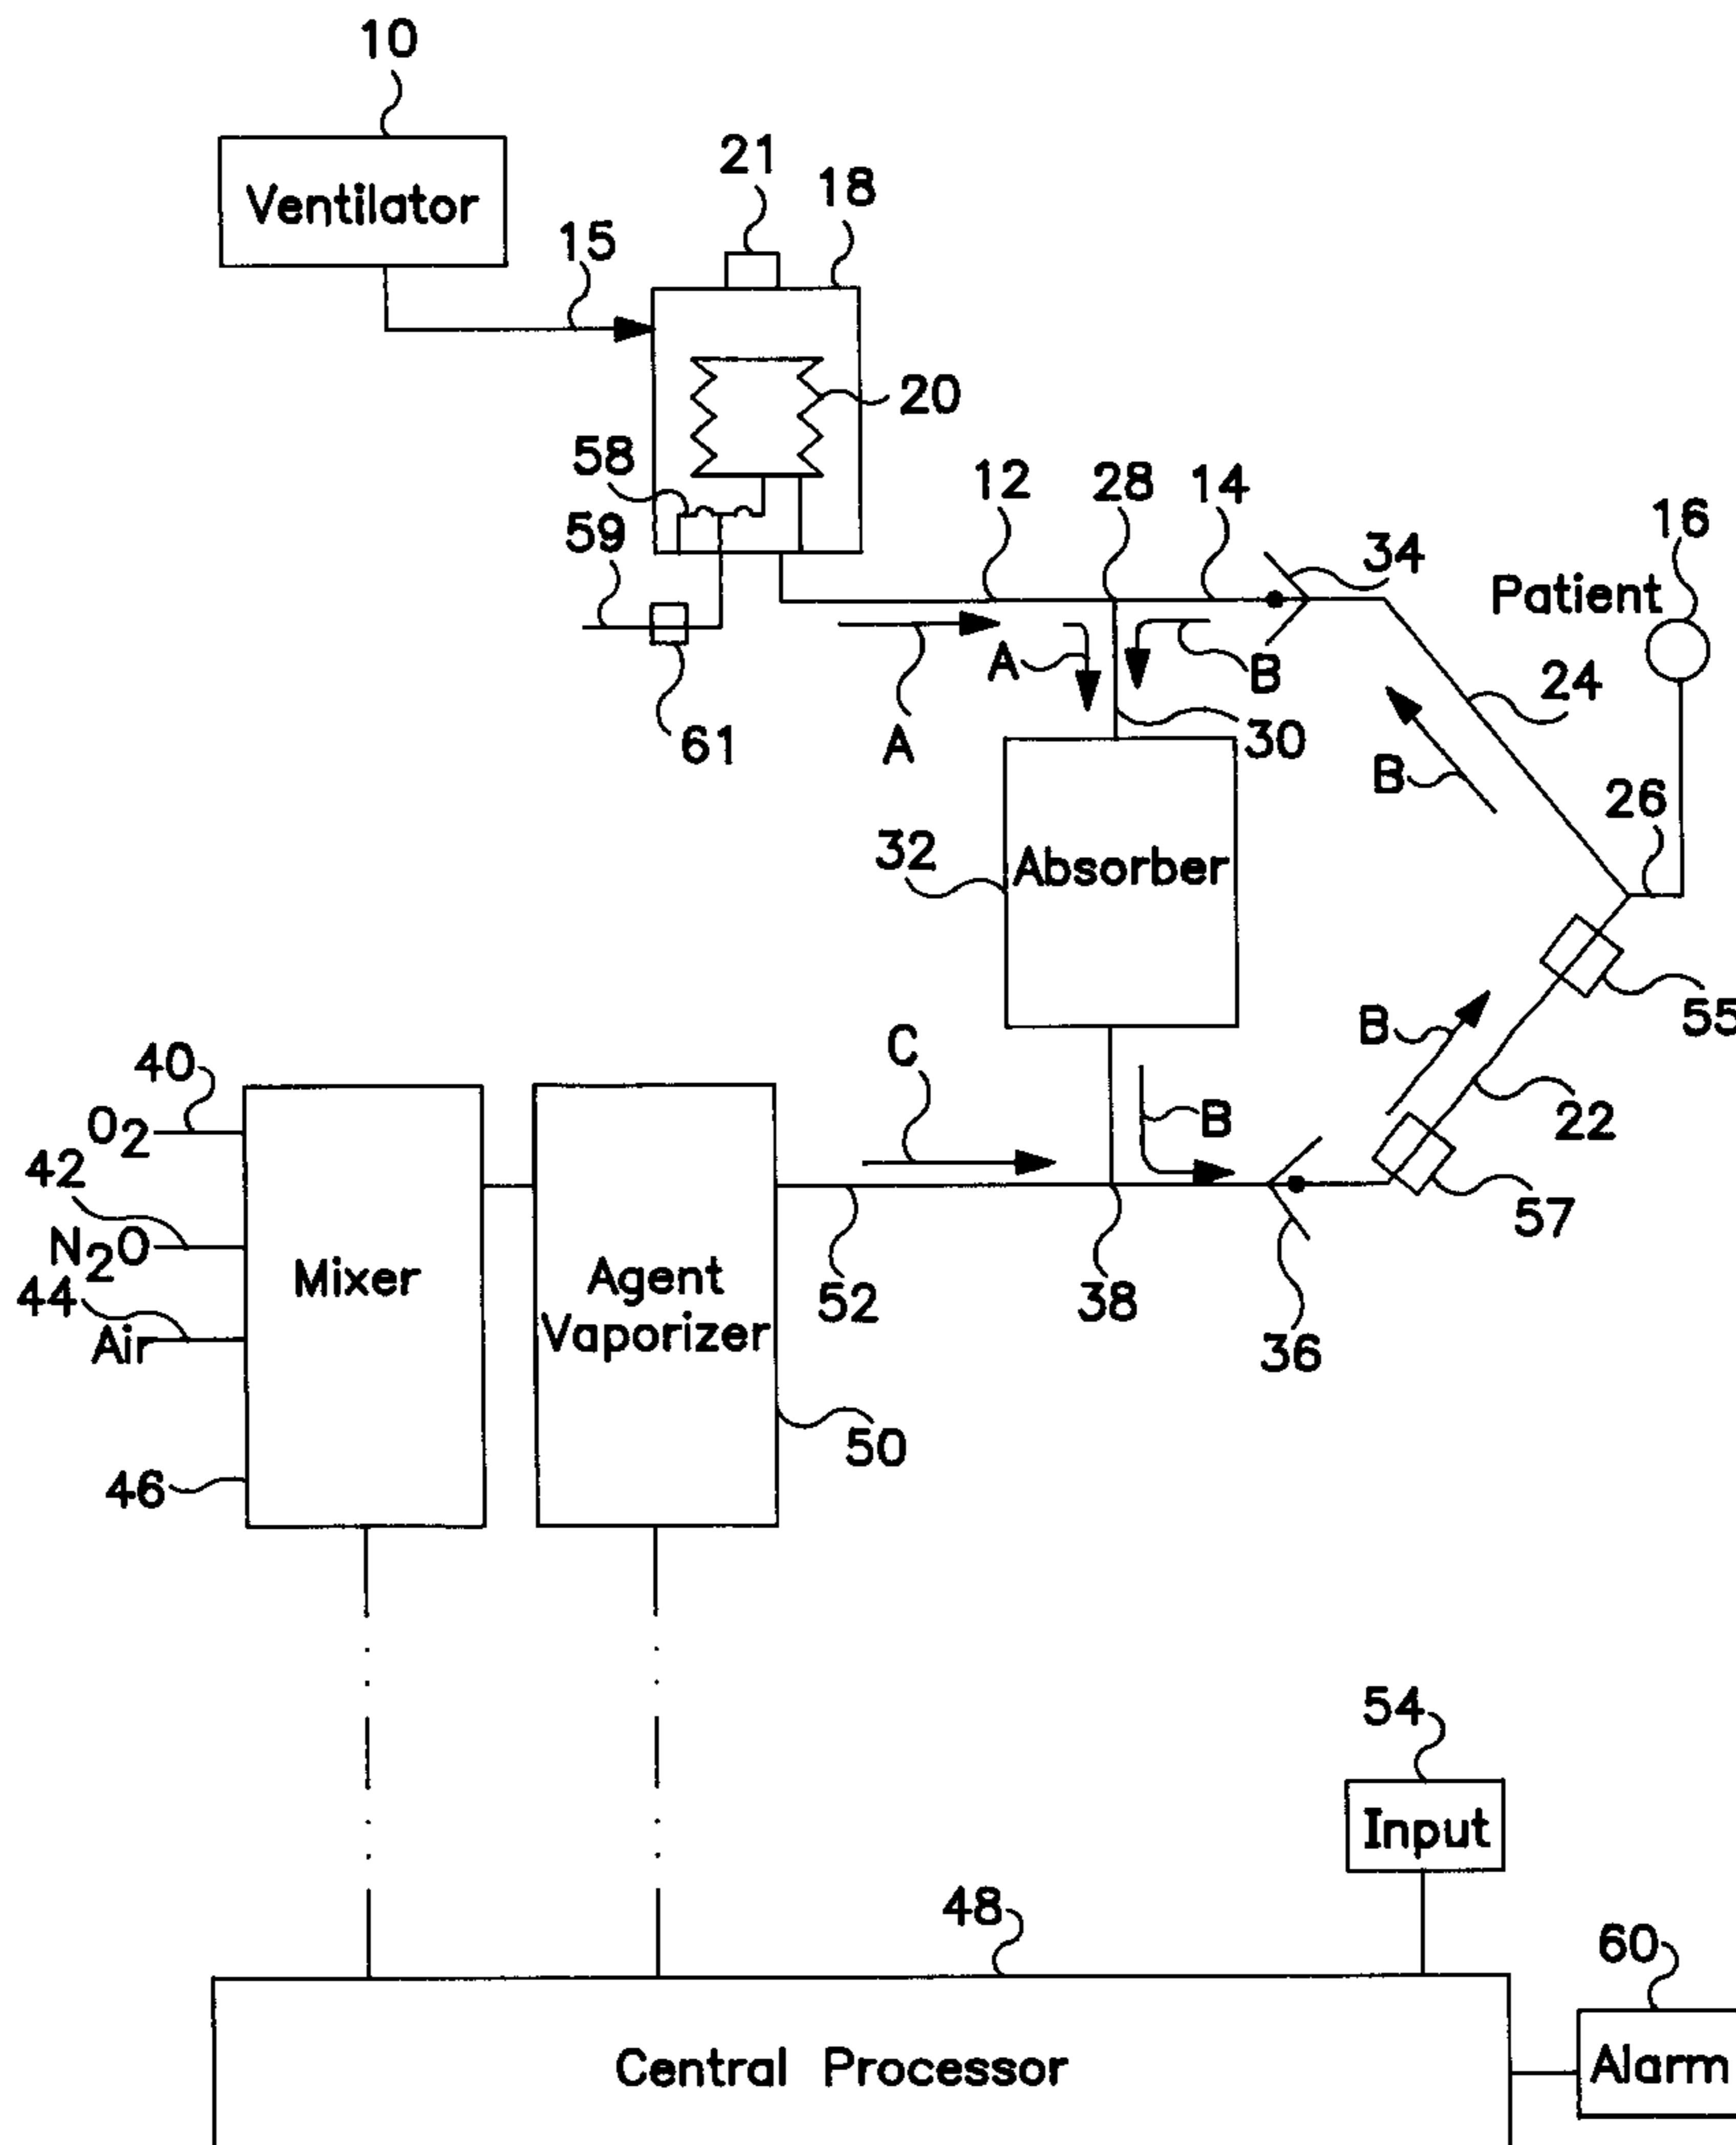 10
Ventilator
21
18
15
20
58
59
12
28
14
34
16
Patient
24
A
B
A
61
30
B
26
32
Absorber
55
B
C
22
B
40
O2
42
N2O
44
Air
Mixer
Agent
Vaporizer
52
38
36
57
50
46
54
Input
48
60
Central Processor
Alarm